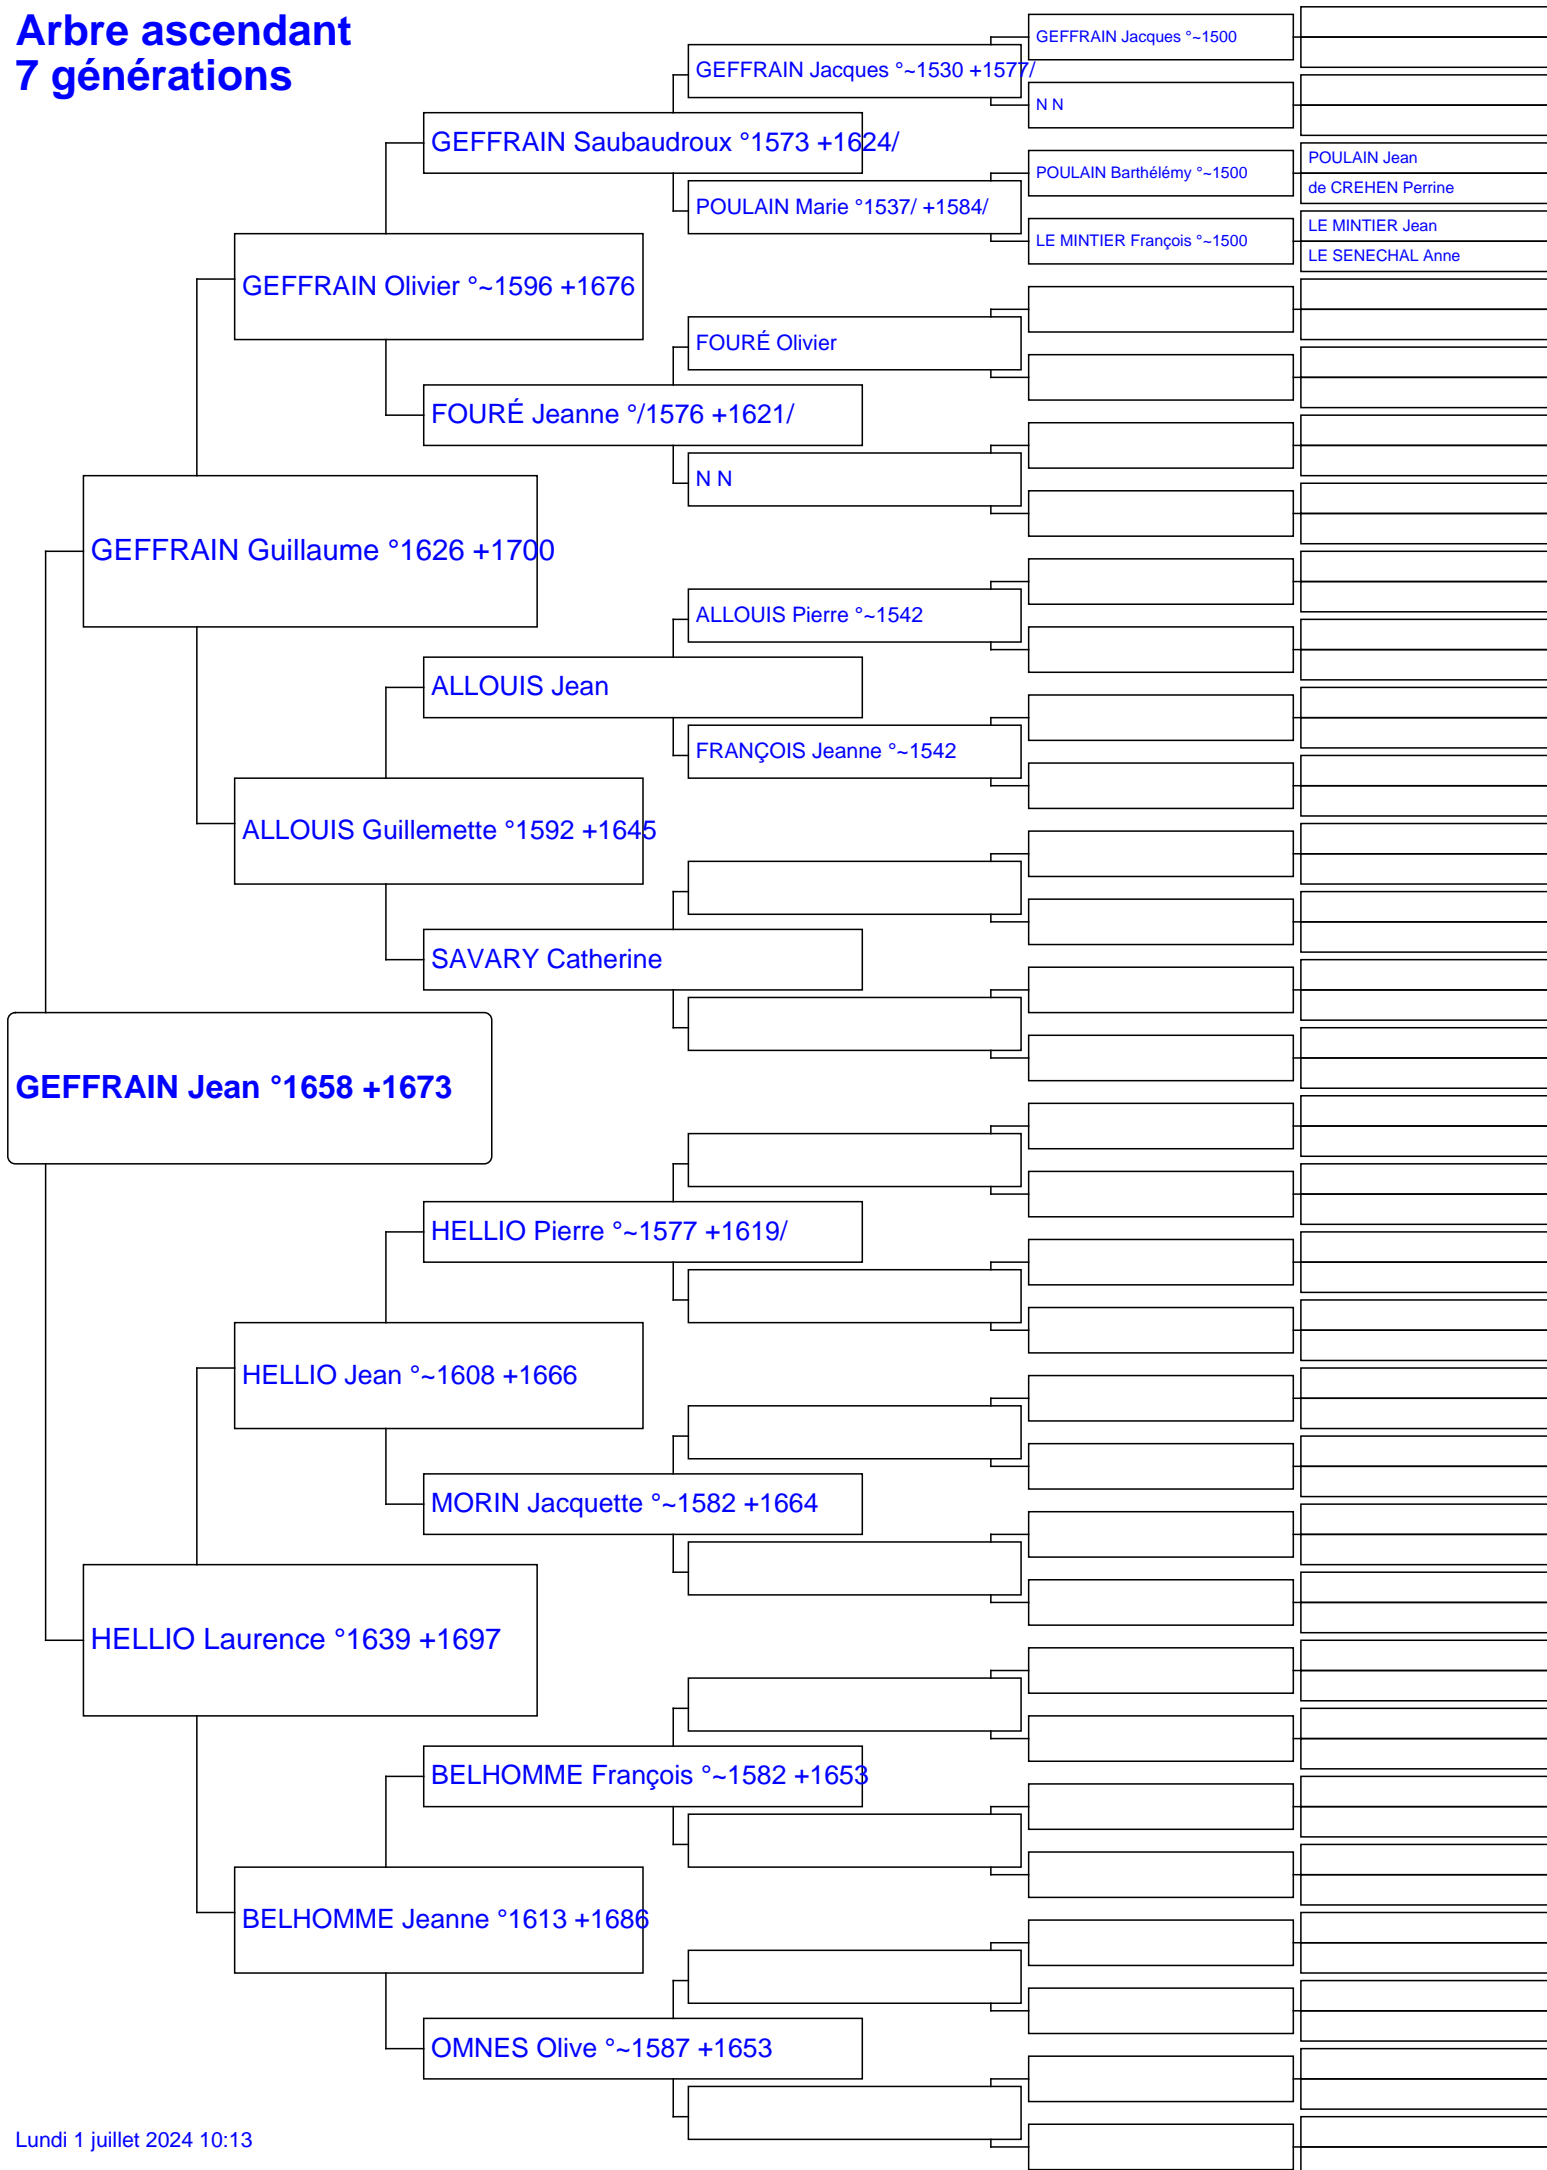 Arbre ascendant
7 générations
GEFFRAIN Jacques °~1500
GEFFRAIN Jacques °~1530 +1577/
N N
GEFFRAIN Saubaudroux °1573 +1624/
POULAIN Jean
POULAIN Barthélémy °~1500
de CREHEN Perrine
POULAIN Marie °1537/ +1584/
LE MINTIER Jean
LE MINTIER François °~1500
LE SENECHAL Anne
GEFFRAIN Olivier °~1596 +1676
FOURÉ Olivier
FOURÉ Jeanne °/1576 +1621/
N N
GEFFRAIN Guillaume °1626 +1700
ALLOUIS Pierre °~1542
ALLOUIS Jean
FRANÇOIS Jeanne °~1542
ALLOUIS Guillemette °1592 +1645
SAVARY Catherine
GEFFRAIN Jean °1658 +1673
HELLIO Pierre °~1577 +1619/
HELLIO Jean °~1608 +1666
MORIN Jacquette °~1582 +1664
HELLIO Laurence °1639 +1697
BELHOMME François °~1582 +1653
BELHOMME Jeanne °1613 +1686
OMNES Olive °~1587 +1653
Lundi 1 juillet 2024 10:13